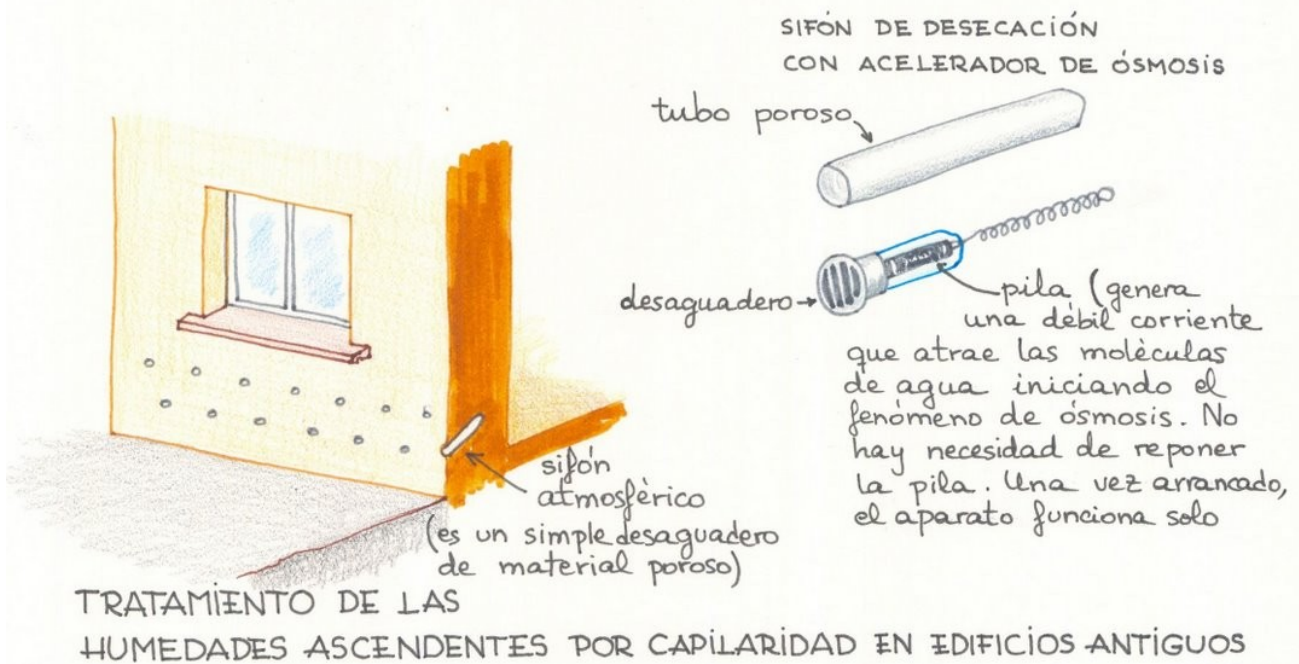 SIFÓN DE DESECACIÓN
CON ACELERADOR DE ÓSMOSIS
tubo poroso
desaguadero
pila (genera
una débil corriente
que atrae las moléculas
de agua iniciando el
fenómeno de ósmosis. No
hay necesidad de reponer
la pila. Una vez arrancado,
el aparato funciona solo
sifón
atmosférico
(es un simple desaguadero
de material poroso)
TRATAMIENTO DE LAS
HUMEDADES ASCENDENTES POR CAPILARIDAD EN EDIFICIOS ANTIGUOS